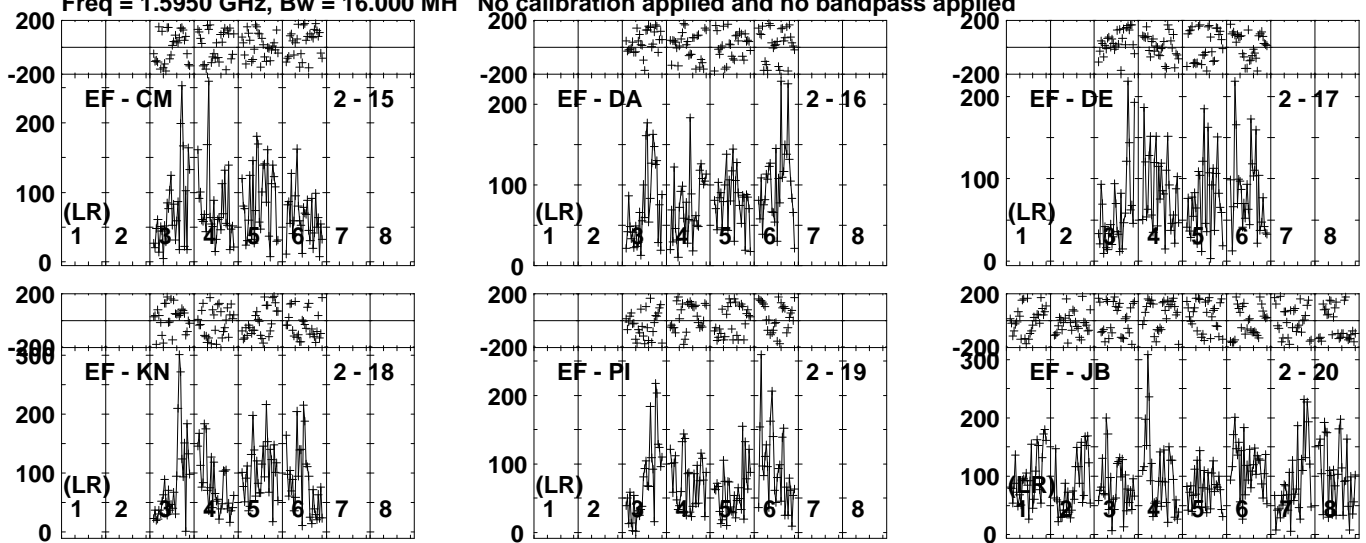 Freq = 1.5950 GHz, Bw = 16.000 MH No calibration applied and no bandpass applied
200
-200
EF - CM 2 - 15
200
100
(LR)
1 2 3 4 5 6 7 8
0
200
-200
EF - DA 2 - 16
200
100
(LR)
1 2 3 4 5 6 7 8
0
200
-200
EF - DE 2 - 17
200
100
(LR)
1 2 3 4 5 6 7 8
0
200
-200
300
EF - KN 2 - 18
200
100
(LR)
1 2 3 4 5 6 7 8
0
200
-200
EF - PI 2 - 19
200
100
(LR)
1 2 3 4 5 6 7 8
0
200
-200
300
EF - JB 2 - 20
200
100
(LR)
1 2 3 4 5 6 7 8
0